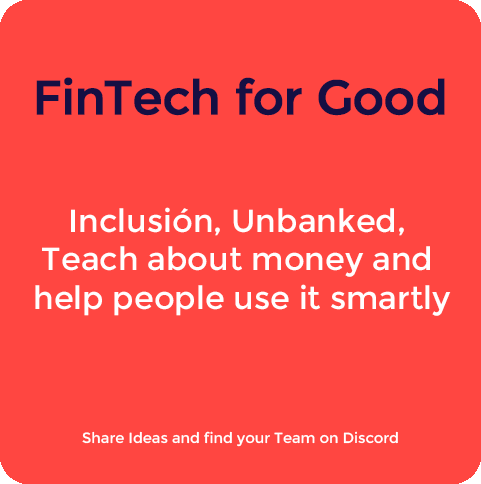 FinTech for Good
Inclusión, Unbanked,
Teach about money and
help people use it smartly
Share Ideas and find your Team on Discord